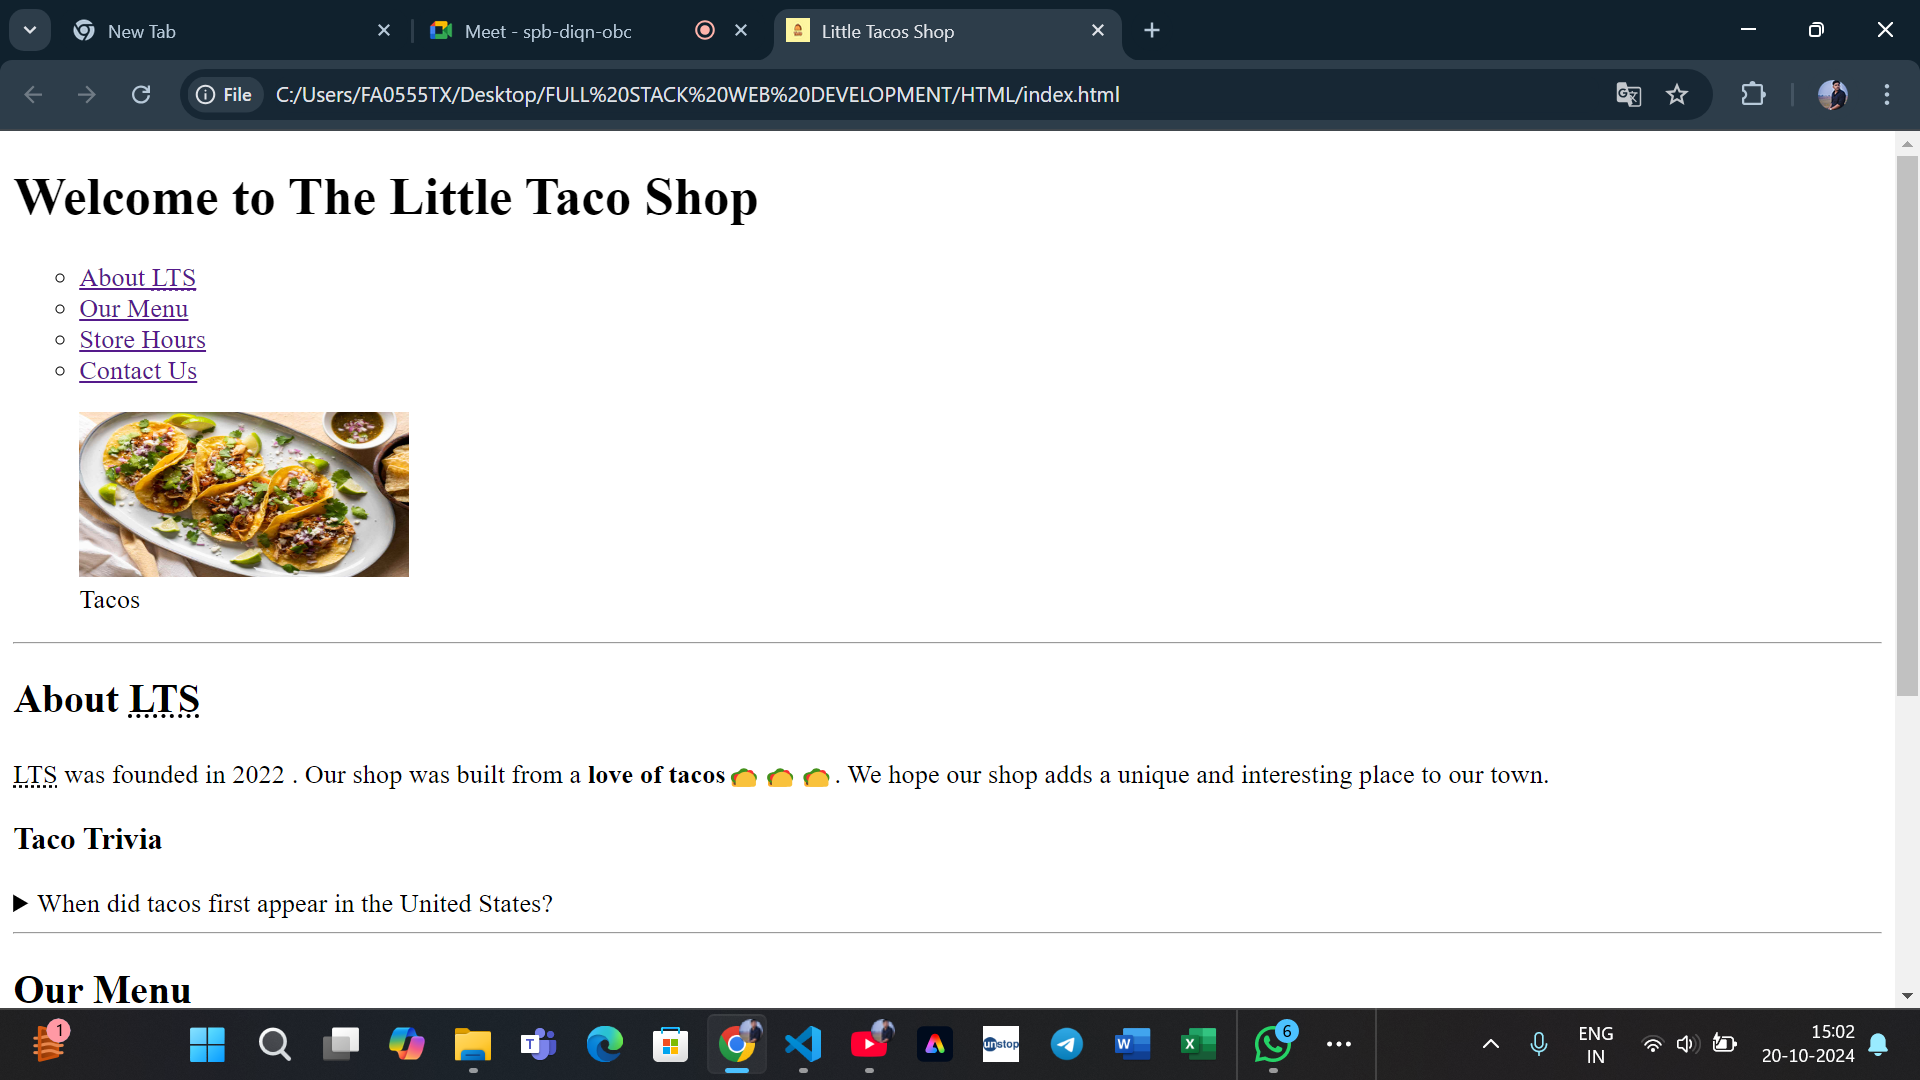 New Tab
Meet - spb-diqn-obc
Little Tacos Shop
File
C:/Users/FA0555TX/Desktop/FULL%20STACK%20WEB%20DEVELOPMENT/HTML/index.html
Welcome to The Little Taco Shop
About LTS
Our Menu
Store Hours
Contact Us
Tacos
About LTS
LTS was founded in 2022 . Our shop was built from a love of tacos 🌮 🌮 🌮 . We hope our shop adds a unique and interesting place to our town.
Taco Trivia
When did tacos first appear in the United States?
Our Menu
1
unstop
6
ENG
IN
15:02
20-10-2024